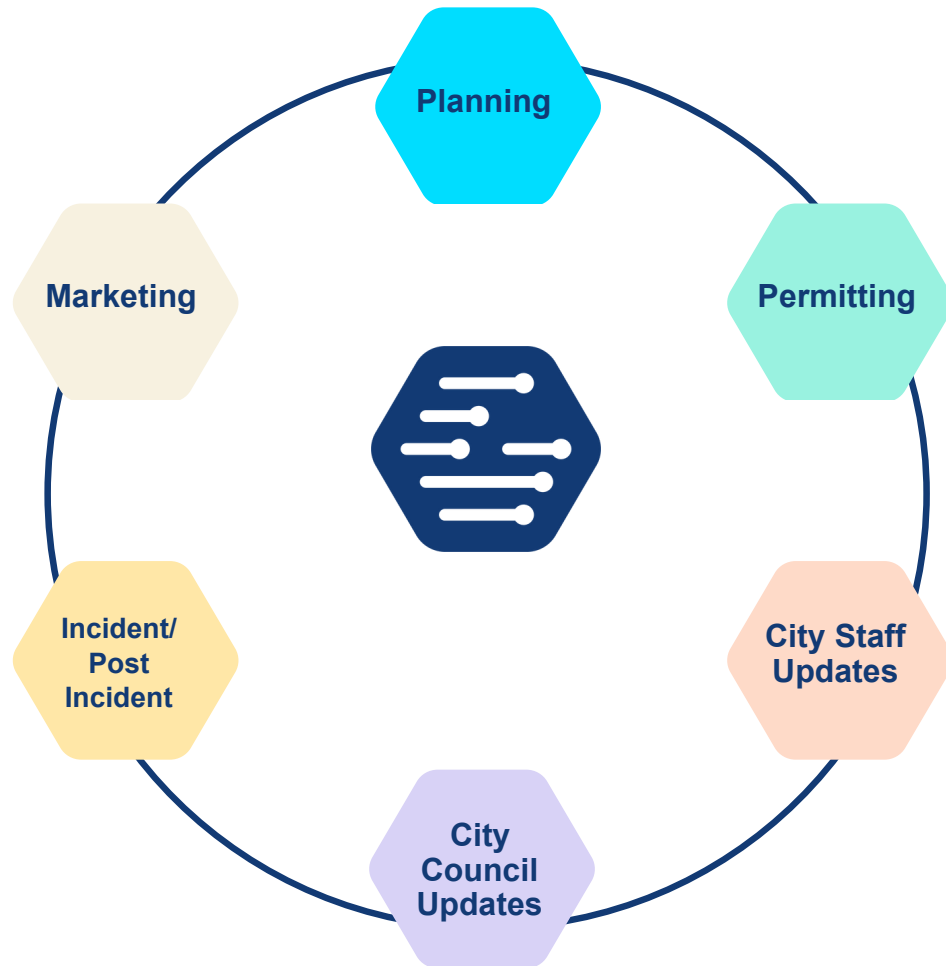 Planning
Marketing
Permitting
Incident/
Post
Incident
City Staff
Updates
City
Council
Updates